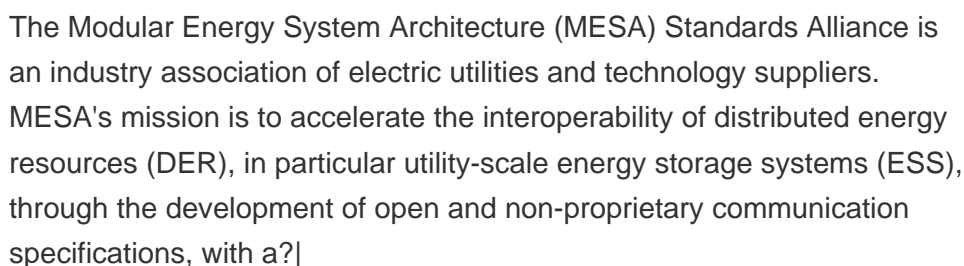 The Modular Energy System Architecture (MESA) Standards Alliance is
an industry association of electric utilities and technology suppliers.
MESA's mission is to accelerate the interoperability of distributed energy
resources (DER), in particular utility-scale energy storage systems (ESS),
through the development of open and non-proprietary communication
specifications, with a?|